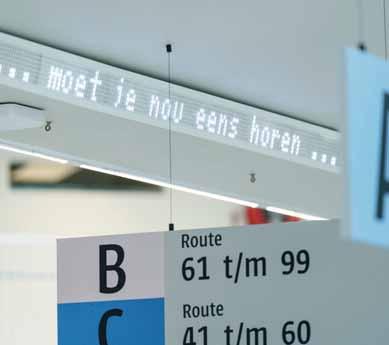 ... moet je nou eens horen ...
B
Route
61 t/m 99
C
Route
41 t/m 60